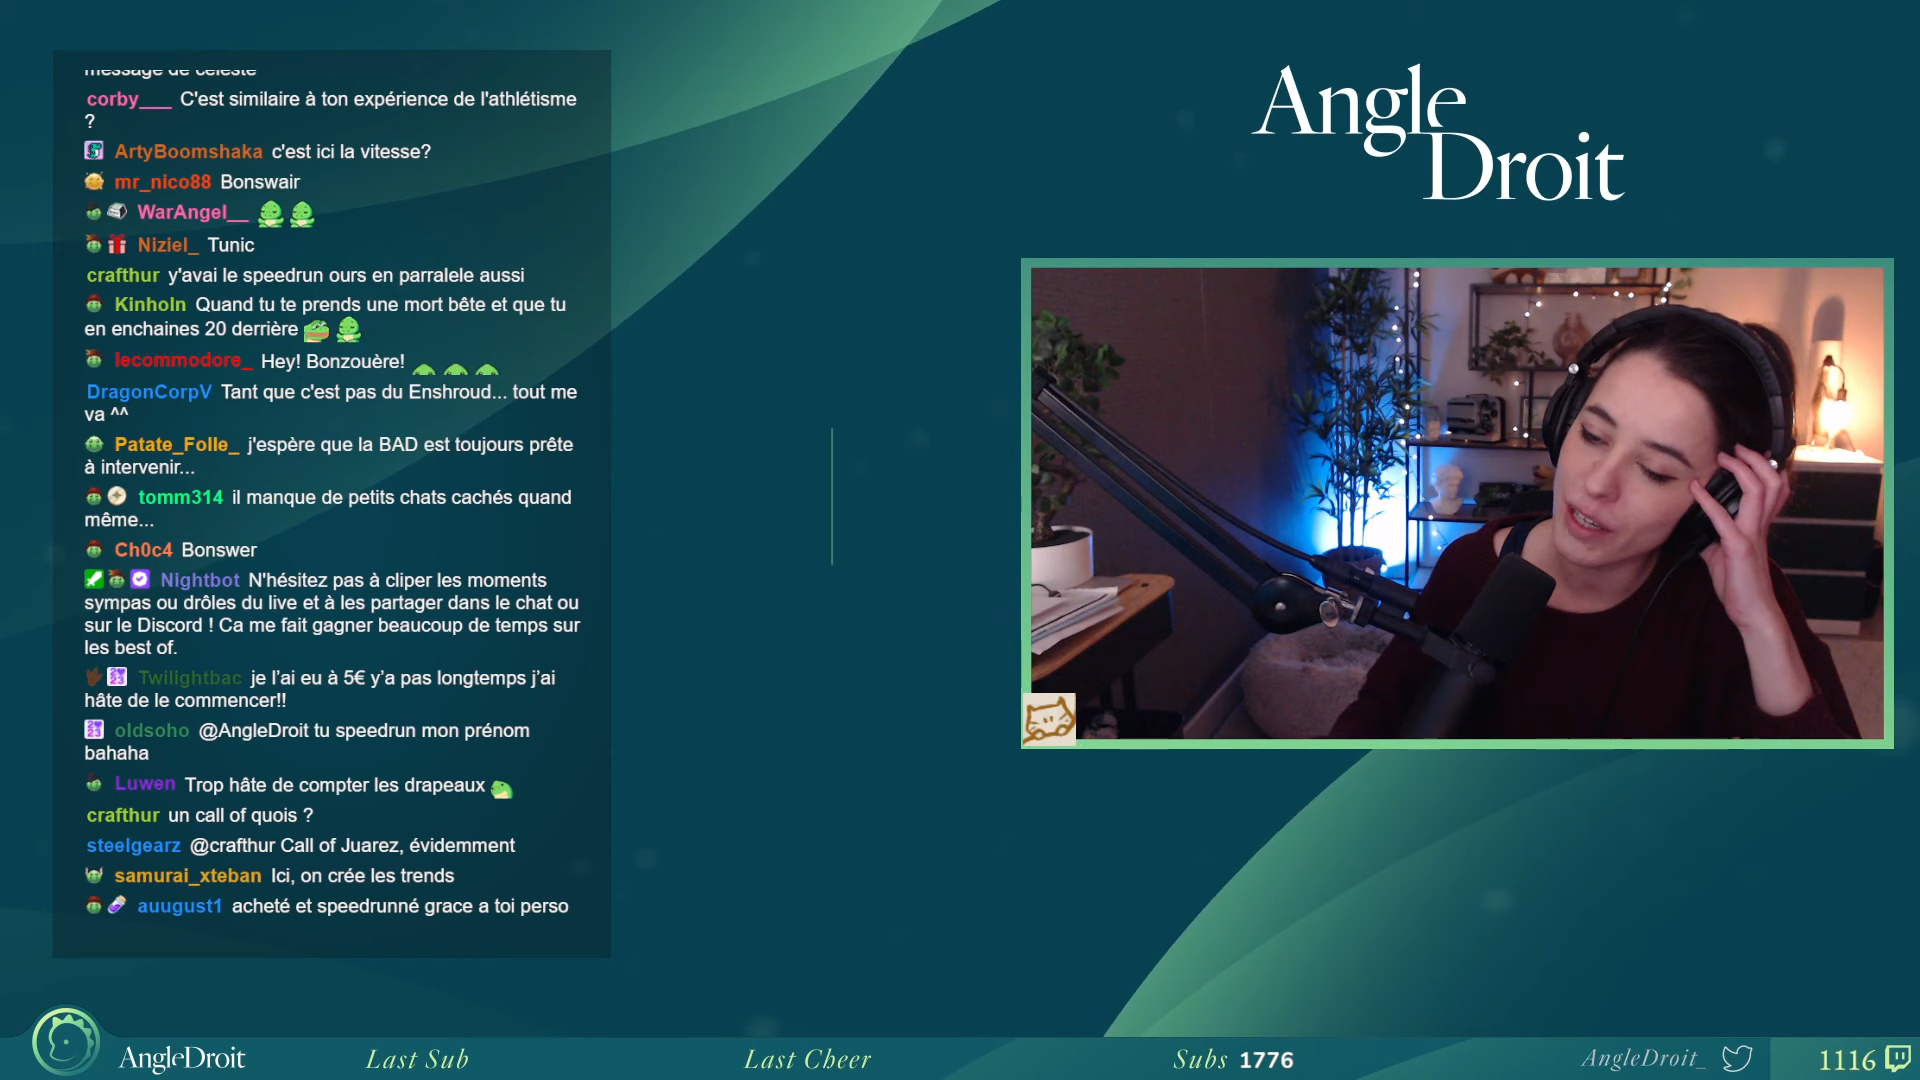 message de celeste
corby___ C'est similaire à ton expérience de l'athlétisme
?
ArtyBoomshaka c'est ici la vitesse?
mr_nico88 Bonswair
WarAngel__
Niziel_ Tunic
crafthur y'avai le speedrun ours en parralele aussi
Kinholn Quand tu te prends une mort bête et que tu
en enchaines 20 derrière
lecommodore_ Hey! Bonzouère!
DragonCorpV Tant que c'est pas du Enshroud... tout me
va ^^
Patate_Folle_ j'espère que la BAD est toujours prête
à intervenir...
tomm314 il manque de petits chats cachés quand
même...
Ch0c4 Bonswer
Nightbot N'hésitez pas à cliper les moments
sympas ou drôles du live et à les partager dans le chat ou
sur le Discord ! Ca me fait gagner beaucoup de temps sur
les best of.
Twilightbac je l’ai eu à 5€ y’a pas longtemps j’ai
hâte de le commencer!!
oldsoho @AngleDroit tu speedrun mon prénom
bahaha
Luwen Trop hâte de compter les drapeaux
crafthur un call of quois ?
steelgearz @crafthur Call of Juarez, évidemment
samurai_xteban Ici, on crée les trends
auugust1 acheté et speedrunné grace a toi perso
Angle
Droit
AngleDroit
Last Sub
Last Cheer
Subs 1776
AngleDroit_
1116